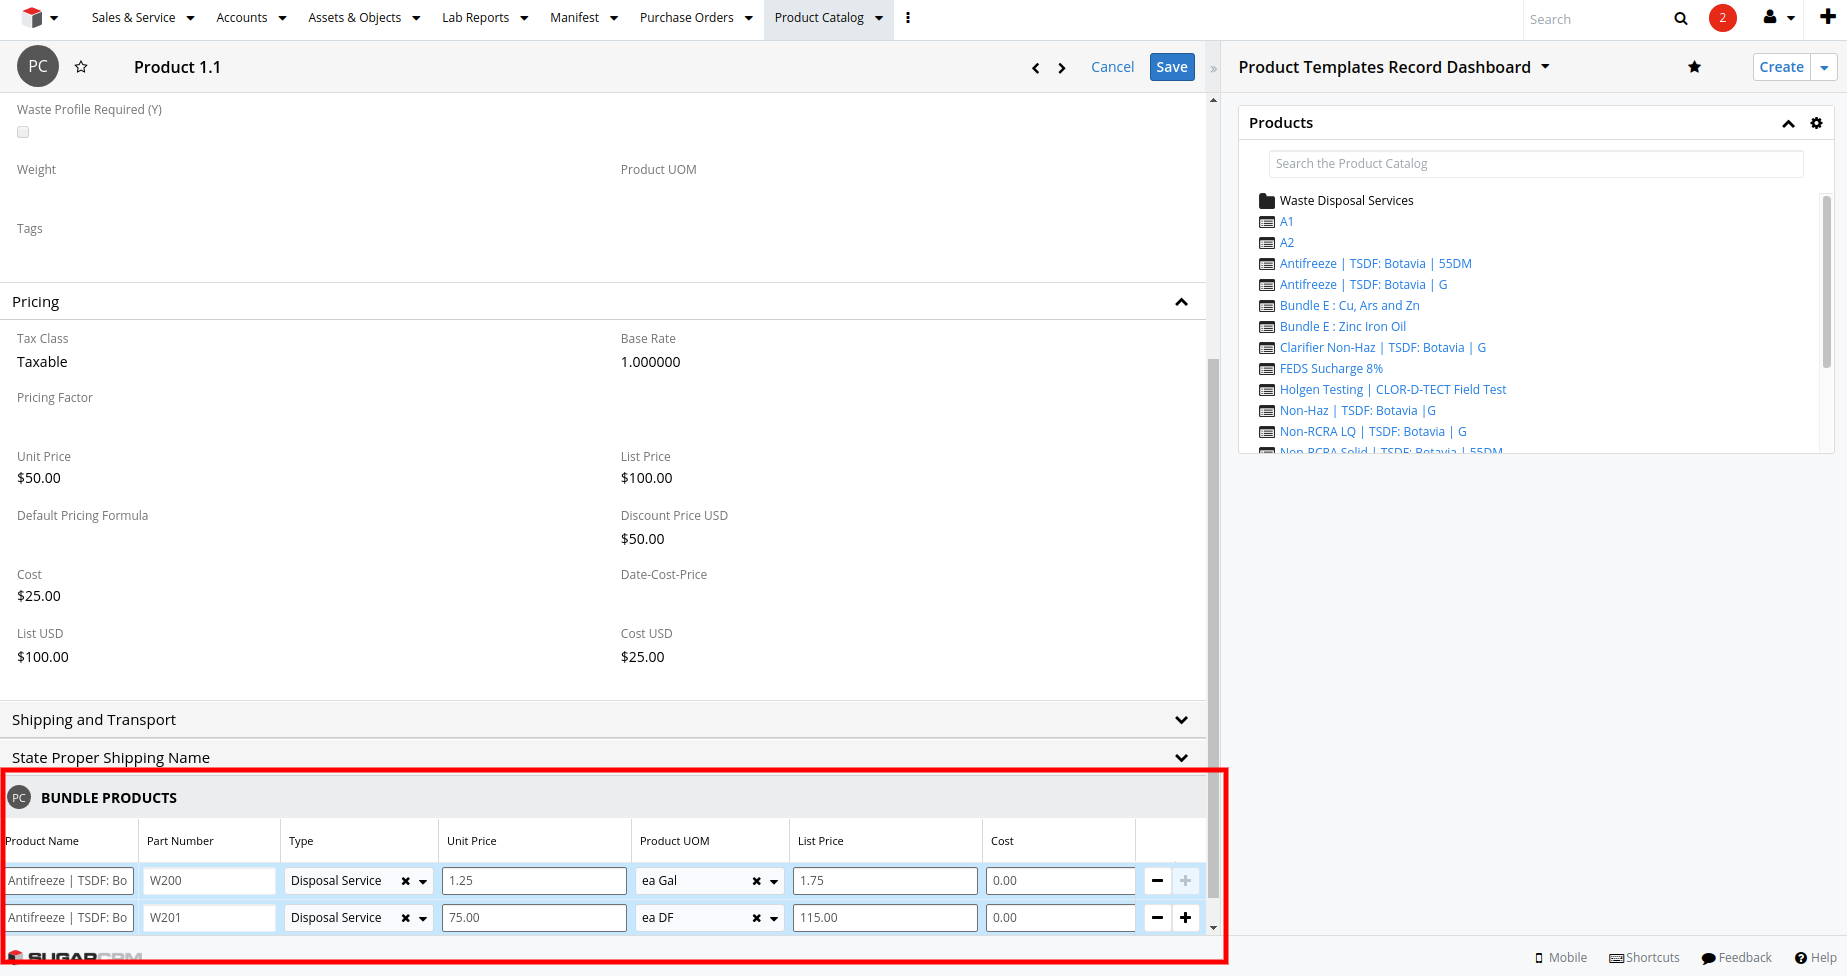 Sales & Service Accounts Assets & Objects Lab Reports Manifest Purchase Orders Product Catalog Search 2
PC Product 1.1 Cancel Save » Product Templates Record Dashboard Create
Waste Profile Required (Y)
Weight Product UOM
Tags
Pricing
Tax Class Base Rate
Taxable 1.000000
Pricing Factor
Unit Price List Price
$50.00 $100.00
Default Pricing Formula Discount Price USD
$50.00
Cost Date-Cost-Price
$25.00
List USD Cost USD
$100.00 $25.00
Shipping and Transport
State Proper Shipping Name
PC BUNDLE PRODUCTS
Product Name Part Number Type Unit Price Product UOM List Price Cost
Antifreeze | TSDF: Bo W200 Disposal Service 1.25 ea Gal 1.75 0.00
Antifreeze | TSDF: Bo W201 Disposal Service 75.00 ea DF 115.00 0.00
Products
Search the Product Catalog
Waste Disposal Services
A1
A2
Antifreeze | TSDF: Botavia | 55DM
Antifreeze | TSDF: Botavia | G
Bundle E : Cu, Ars and Zn
Bundle E : Zinc Iron Oil
Clarifier Non-Haz | TSDF: Botavia | G
FEDS Sucharge 8%
Holgen Testing | CLOR-D-TECT Field Test
Non-Haz | TSDF: Botavia |G
Non-RCRA LQ | TSDF: Botavia | G
Non-RCRA Solid | TSDF: Botavia | 55DM
SUGARCRM Mobile Shortcuts Feedback Help